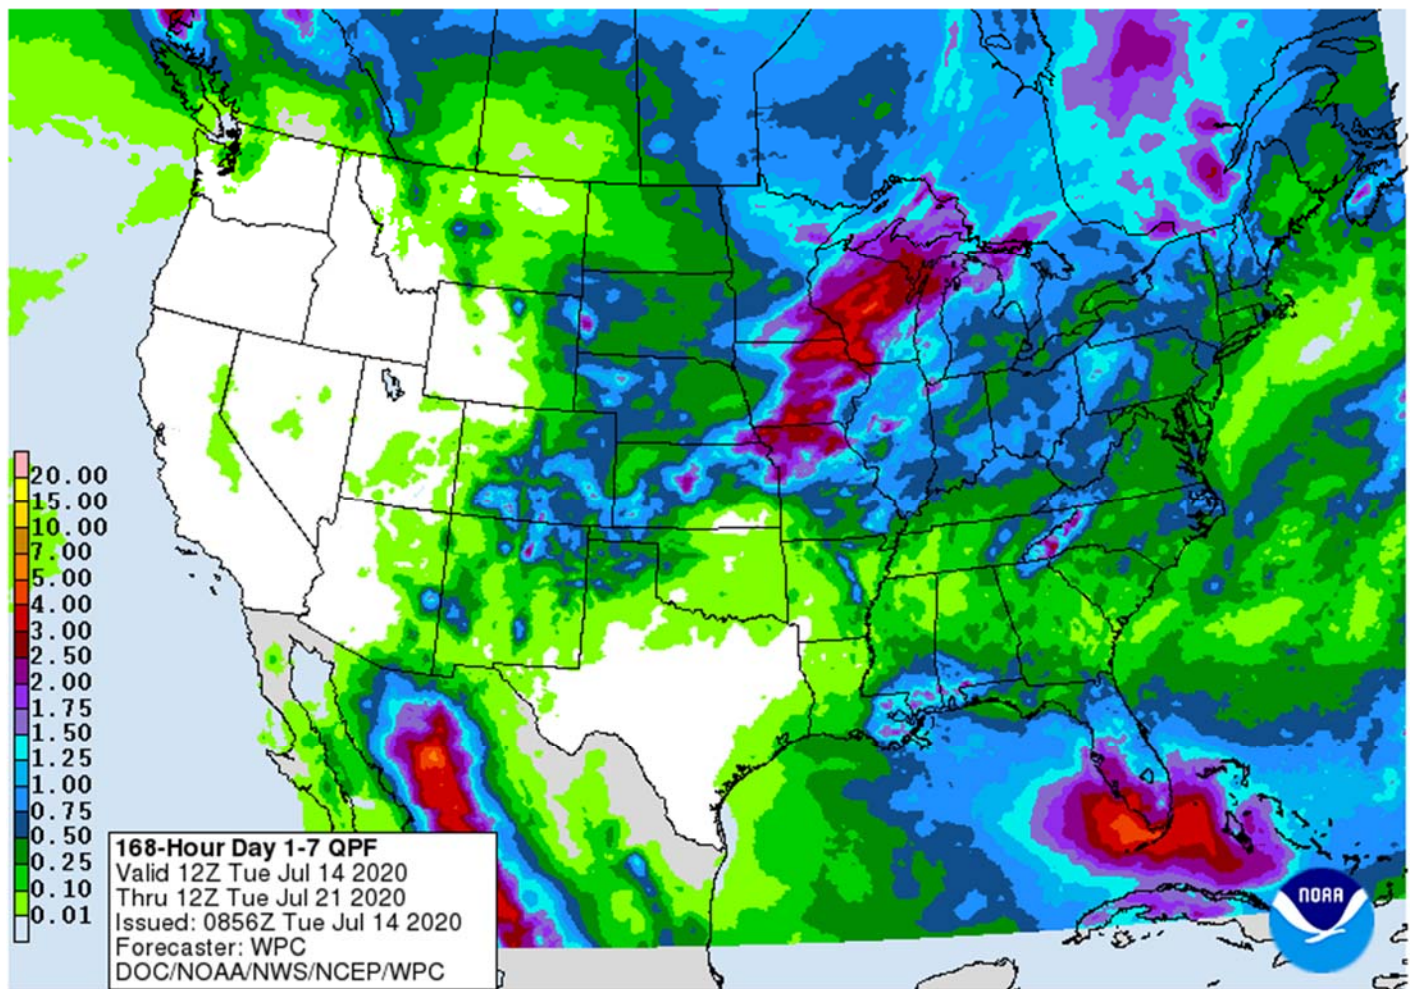 20.00
15.00
10.00
7.00
5.00
4.00
3.00
2.50
2.00
1.75
1.50
1.25
1.00
0.75
0.50
0.25
0.10
0.01
168-Hour Day 1-7 QPF
Valid 12Z Tue Jul 14 2020
Thru 12Z Tue Jul 21 2020
Issued: 0856Z Tue Jul 14 2020
Forecaster: WPC
DOC/NOAA/NWS/NCEP/WPC
NOAA